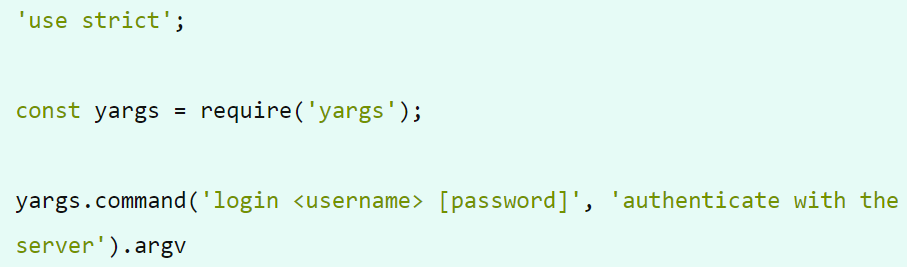 'use strict';
const yargs = require('yargs');
yargs.command('login <username> [password]', 'authenticate with the
server').argv